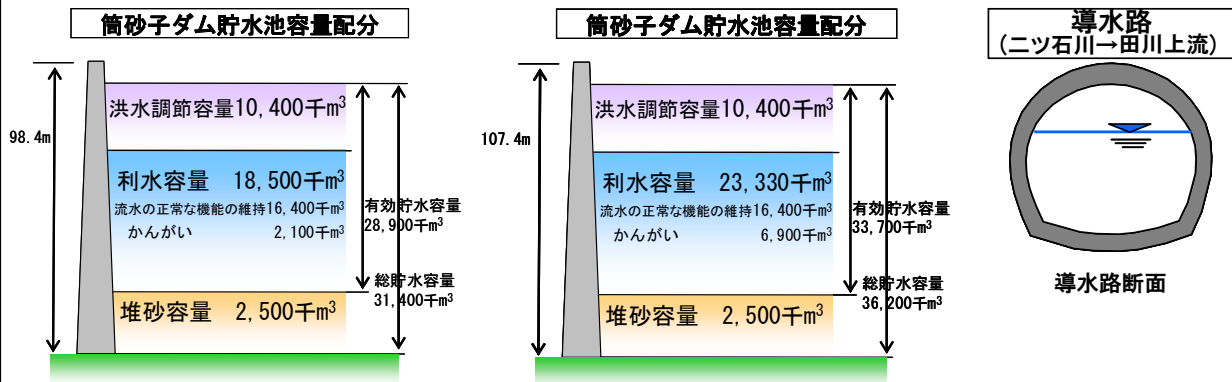 筒砂子ダム貯水池容量配分
98.4m
洪水調節容量10,400千m³
利水容量 18,500千m³
流水の正常な機能の維持16,400千m³
かんがい 2,100千m³
堆砂容量 2,500千m³
有効貯水容量
28,900千m³
総貯水容量
31,400千m³
筒砂子ダム貯水池容量配分
107.4m
洪水調節容量10,400千m³
利水容量 23,330千m³
流水の正常な機能の維持16,400千m³
かんがい 6,900千m³
堆砂容量 2,500千m³
有効貯水容量
33,700千m³
総貯水容量
36,200千m³
導水路
(二ツ石川→田川上流)
導水路断面